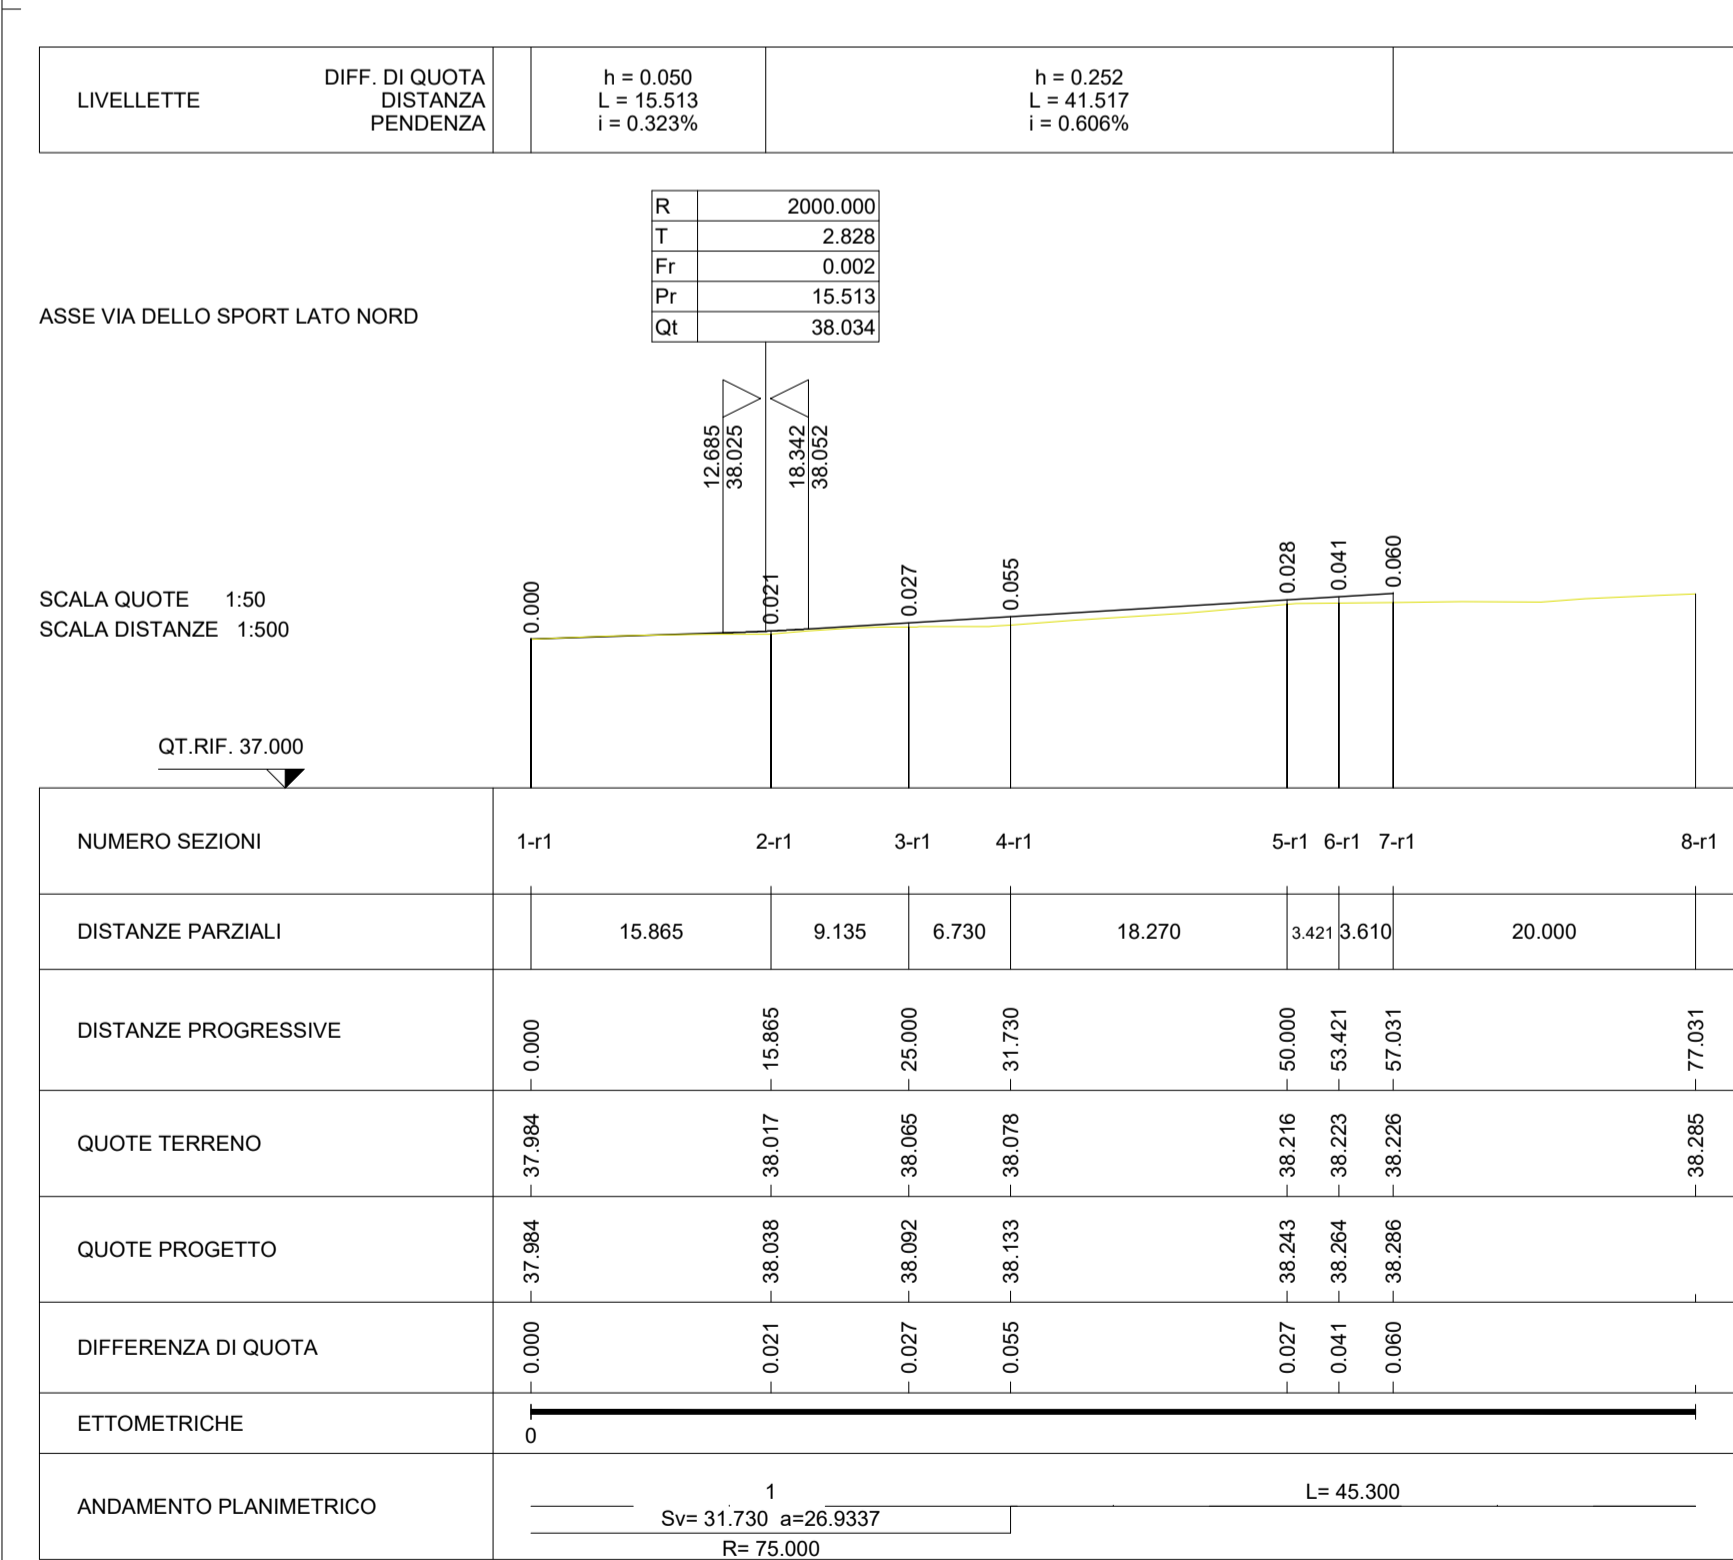 LIVELLETTE
DIFF. DI QUOTA
DISTANZA
PENDENZA
h = 0.050
L = 15.513
i = 0.323%
h = 0.252
L = 41.517
i = 0.606%
R 2000.000
T 2.828
Fr 0.002
Pr 15.513
Qt 38.034
ASSE VIA DELLO SPORT LATO NORD
12.685
38.025
18.342
38.052
SCALA QUOTE 1:50
SCALA DISTANZE 1:500
0.000
0.021
0.027
0.055
0.028
0.041
0.060
QT.RIF. 37.000
NUMERO SEZIONI 1-r1 2-r1 3-r1 4-r1 5-r1 6-r1 7-r1 8-r1
DISTANZE PARZIALI 15.865 9.135 6.730 18.270 3.421 3.610 20.000
DISTANZE PROGRESSIVE 0.000 15.865 25.000 31.730 50.000 53.421 57.031 77.031
QUOTE TERRENO 37.984 38.017 38.065 38.078 38.216 38.223 38.226 38.285
QUOTE PROGETTO 37.984 38.038 38.092 38.133 38.243 38.264 38.286
DIFFERENZA DI QUOTA 0.000 0.021 0.027 0.055 0.027 0.041 0.060
ETTOMETRICHE
0
ANDAMENTO PLANIMETRICO
1
L= 45.300
Sv= 31.730 a=26.9337
R= 75.000